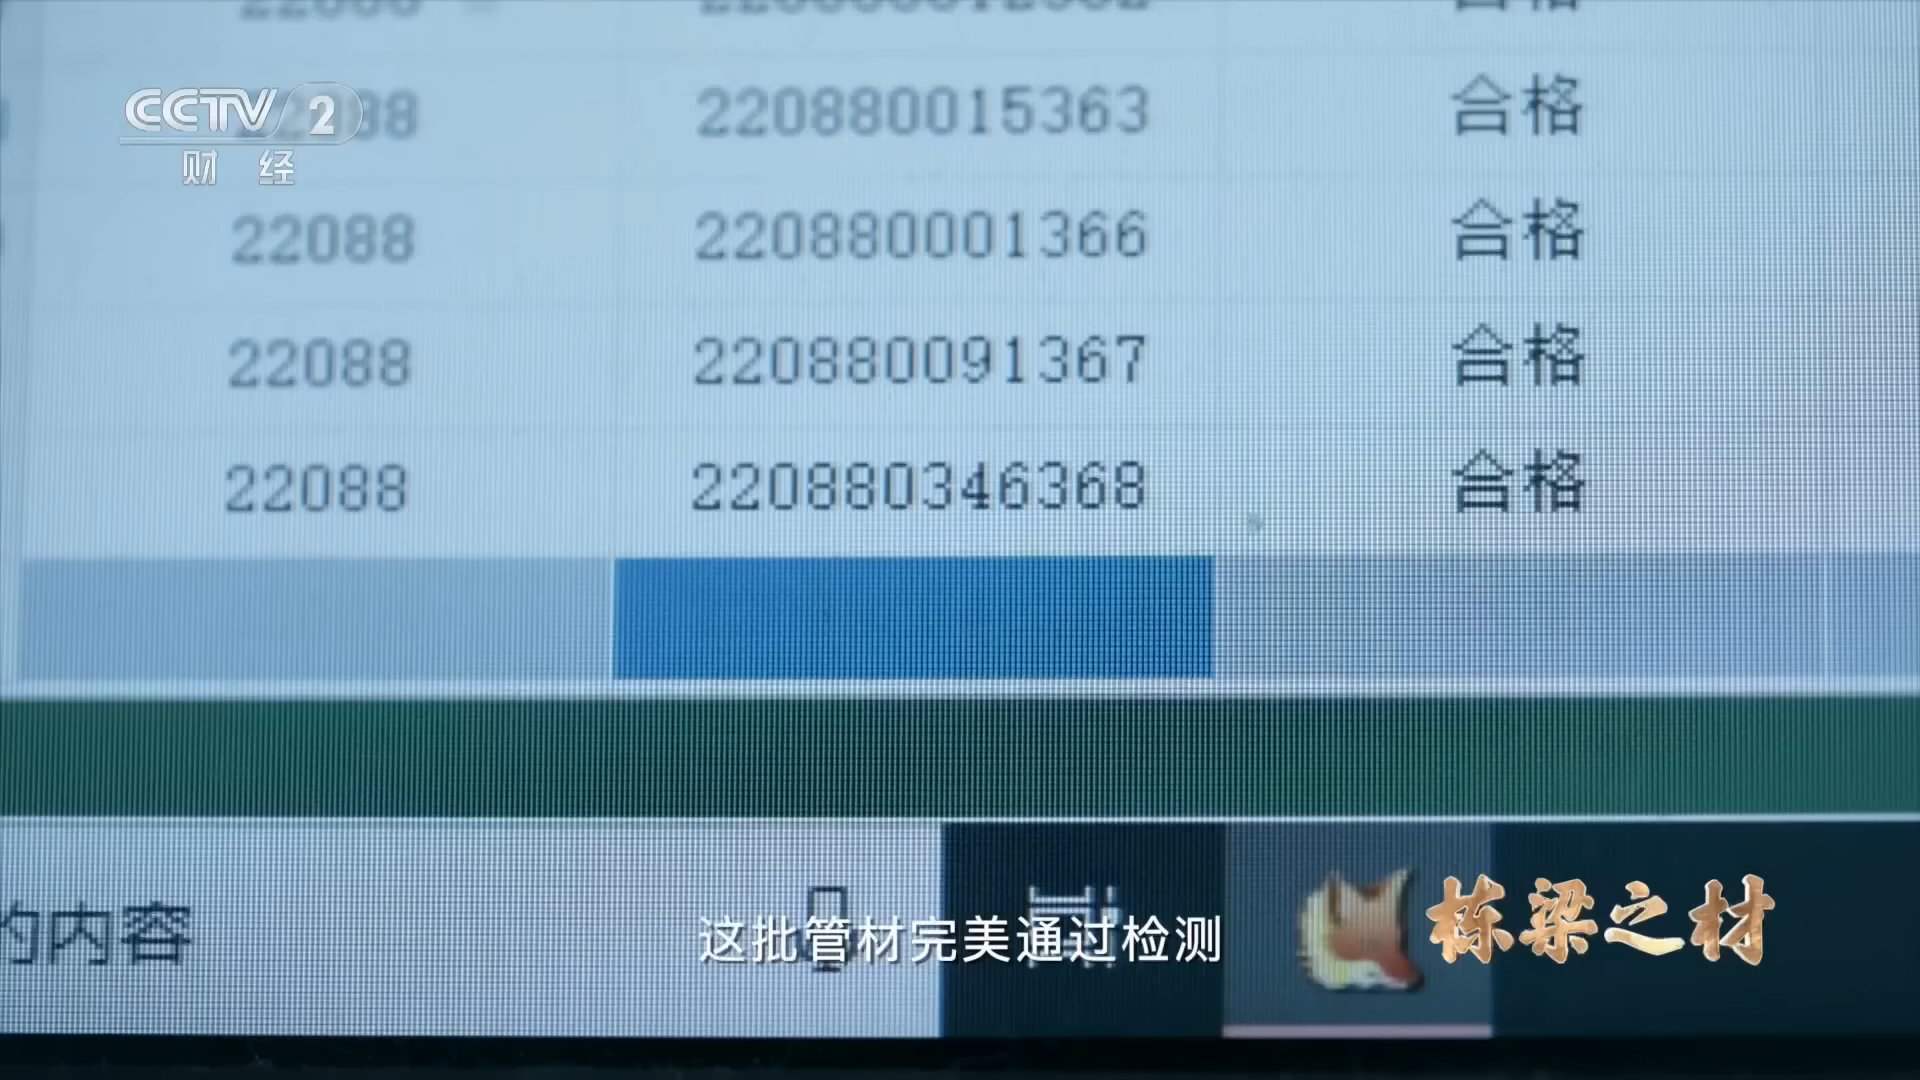 CCTV 2
财 经
220880015363 合格
22088 220880001366 合格
22088 220880091367 合格
22088 220880346368 合格
的内容
这批管材完美通过检测
栋梁之材